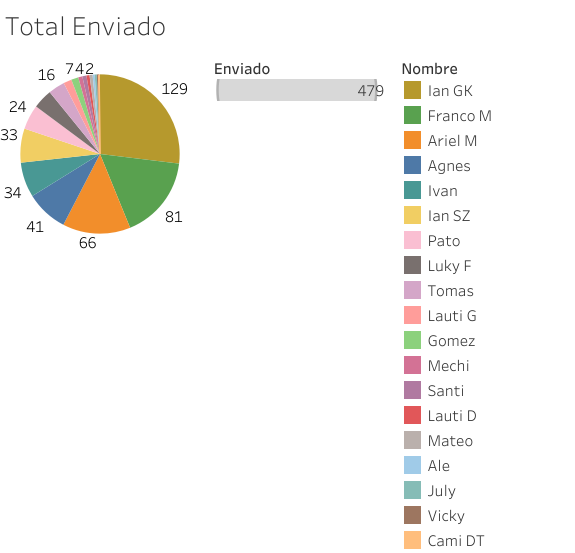 Total Enviado
129
81
66
41
34
33
24
16
742
Enviado
479
Nombre
Ian GK
Franco M
Ariel M
Agnes
Ivan
Ian SZ
Pato
Luky F
Tomas
Lauti G
Gomez
Mechi
Santi
Lauti D
Mateo
Ale
July
Vicky
Cami DT